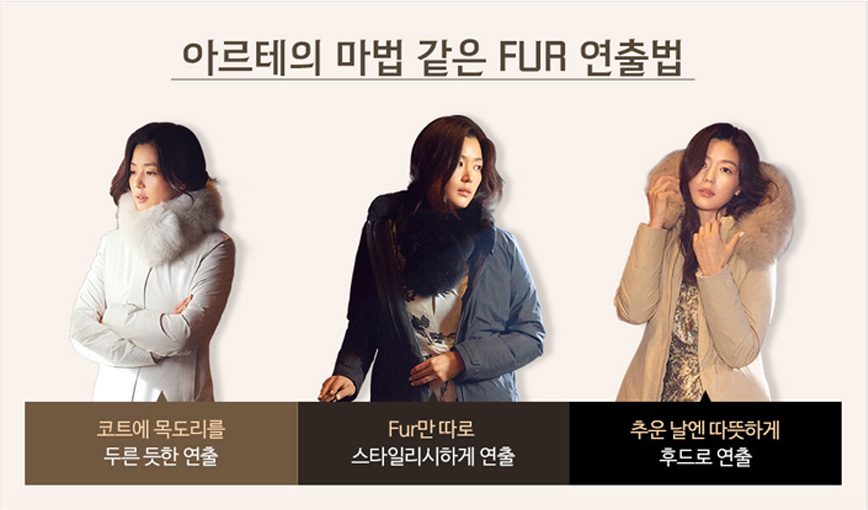 아르테의 마법 같은 FUR 연출법
코트에 목도리를
두른 듯한 연출
Fur만 따로
스타일리시하게 연출
추운 날엔 따뜻하게
후드로 연출